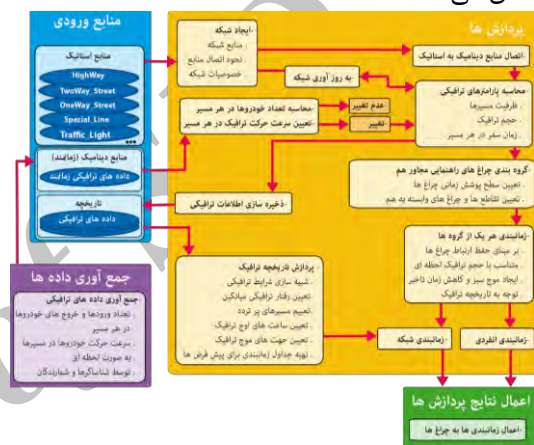 منابع ورودی
منابع استاتیک
HighWay
TwoWay_Street
OneWay_Street
Special_Line
Traffic_Light
...
منابع دینامیک (زمانمند)
داده های ترافیکی زمانمند
تاریخچه
داده های ترافیکی
جمع آوری داده ها
-جمع آوری داده های ترافیکی
. تعداد ورودها و خروج های خودروها
در هر مسیر
. سرعت حرکت خودروها در مسیرها
به صورت لحظه ای
. توسط شناساگرها و شمارندگان
پردازش ها
-ایجاد شبکه
. منابع شبکه
. نحوه اتصال منابع
. خصوصیات شبکه
-اتصال منابع دینامیک به استاتیک
-به روز آوری شبکه
-محاسبه پارامترهای ترافیکی
. ظرفیت مسیرها
. حجم ترافیک
. زمان سفر در هر مسیر
-محاسبه تعداد خودروها در هر مسیر
-تعیین سرعت حرکت ترافیک در هر مسیر
عدم تغییر
تغییر
-گروه بندی چراغ های راهنمایی مجاور هم
. تعیین سطح پوشش زمانی چراغ ها
. تعیین تقاطع ها و چراغ های وابسته به هم
-ذخیره سازی اطلاعات ترافیکی
-زمانبندی هر یک از گروه ها
. بر مبنای حفظ ارتباط چراغ ها
. متناسب با حجم ترافیک لحظه ای
. ایجاد موج سبز و کاهش زمان تاخیر
. توجه به تاریخچه ترافیک
-پردازش تاریخچه ترافیک
. شبیه سازی شرایط ترافیکی
. تعیین رفتار ترافیکی میانگین
. تعیین مسیرهای پر تردد
. تعیین ساعت های اوج ترافیک
. تعیین جهت های موج ترافیک
. تهیه جداول زمانبندی برای پیش فرض ها
-زمانبندی شبکه
-زمانبندی انفردی
اعمال نتایج پردازش ها
-اعمال زمانبندی ها به چراغ ها